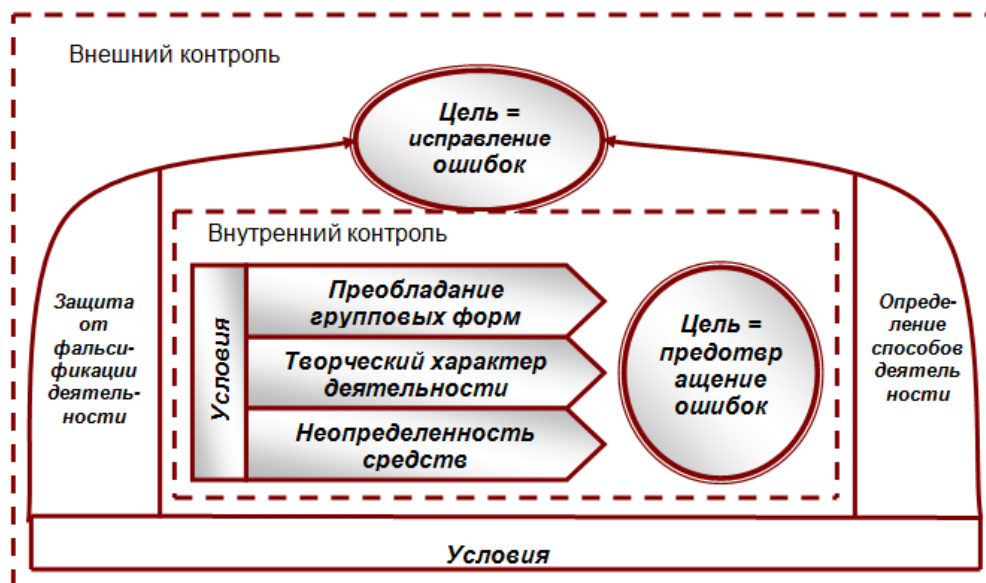 Внешний контроль
Цель =
исправление
ошибок
Внутренний контроль
Защита
от
фальси-
фикации
деятель-
ности
Условия
Преобладание
групповых форм
Творческий характер
деятельности
Неопределенность
средств
Цель =
предотвр
ащение
ошибок
Опреде-
ление
способов
деятель
ности
Условия